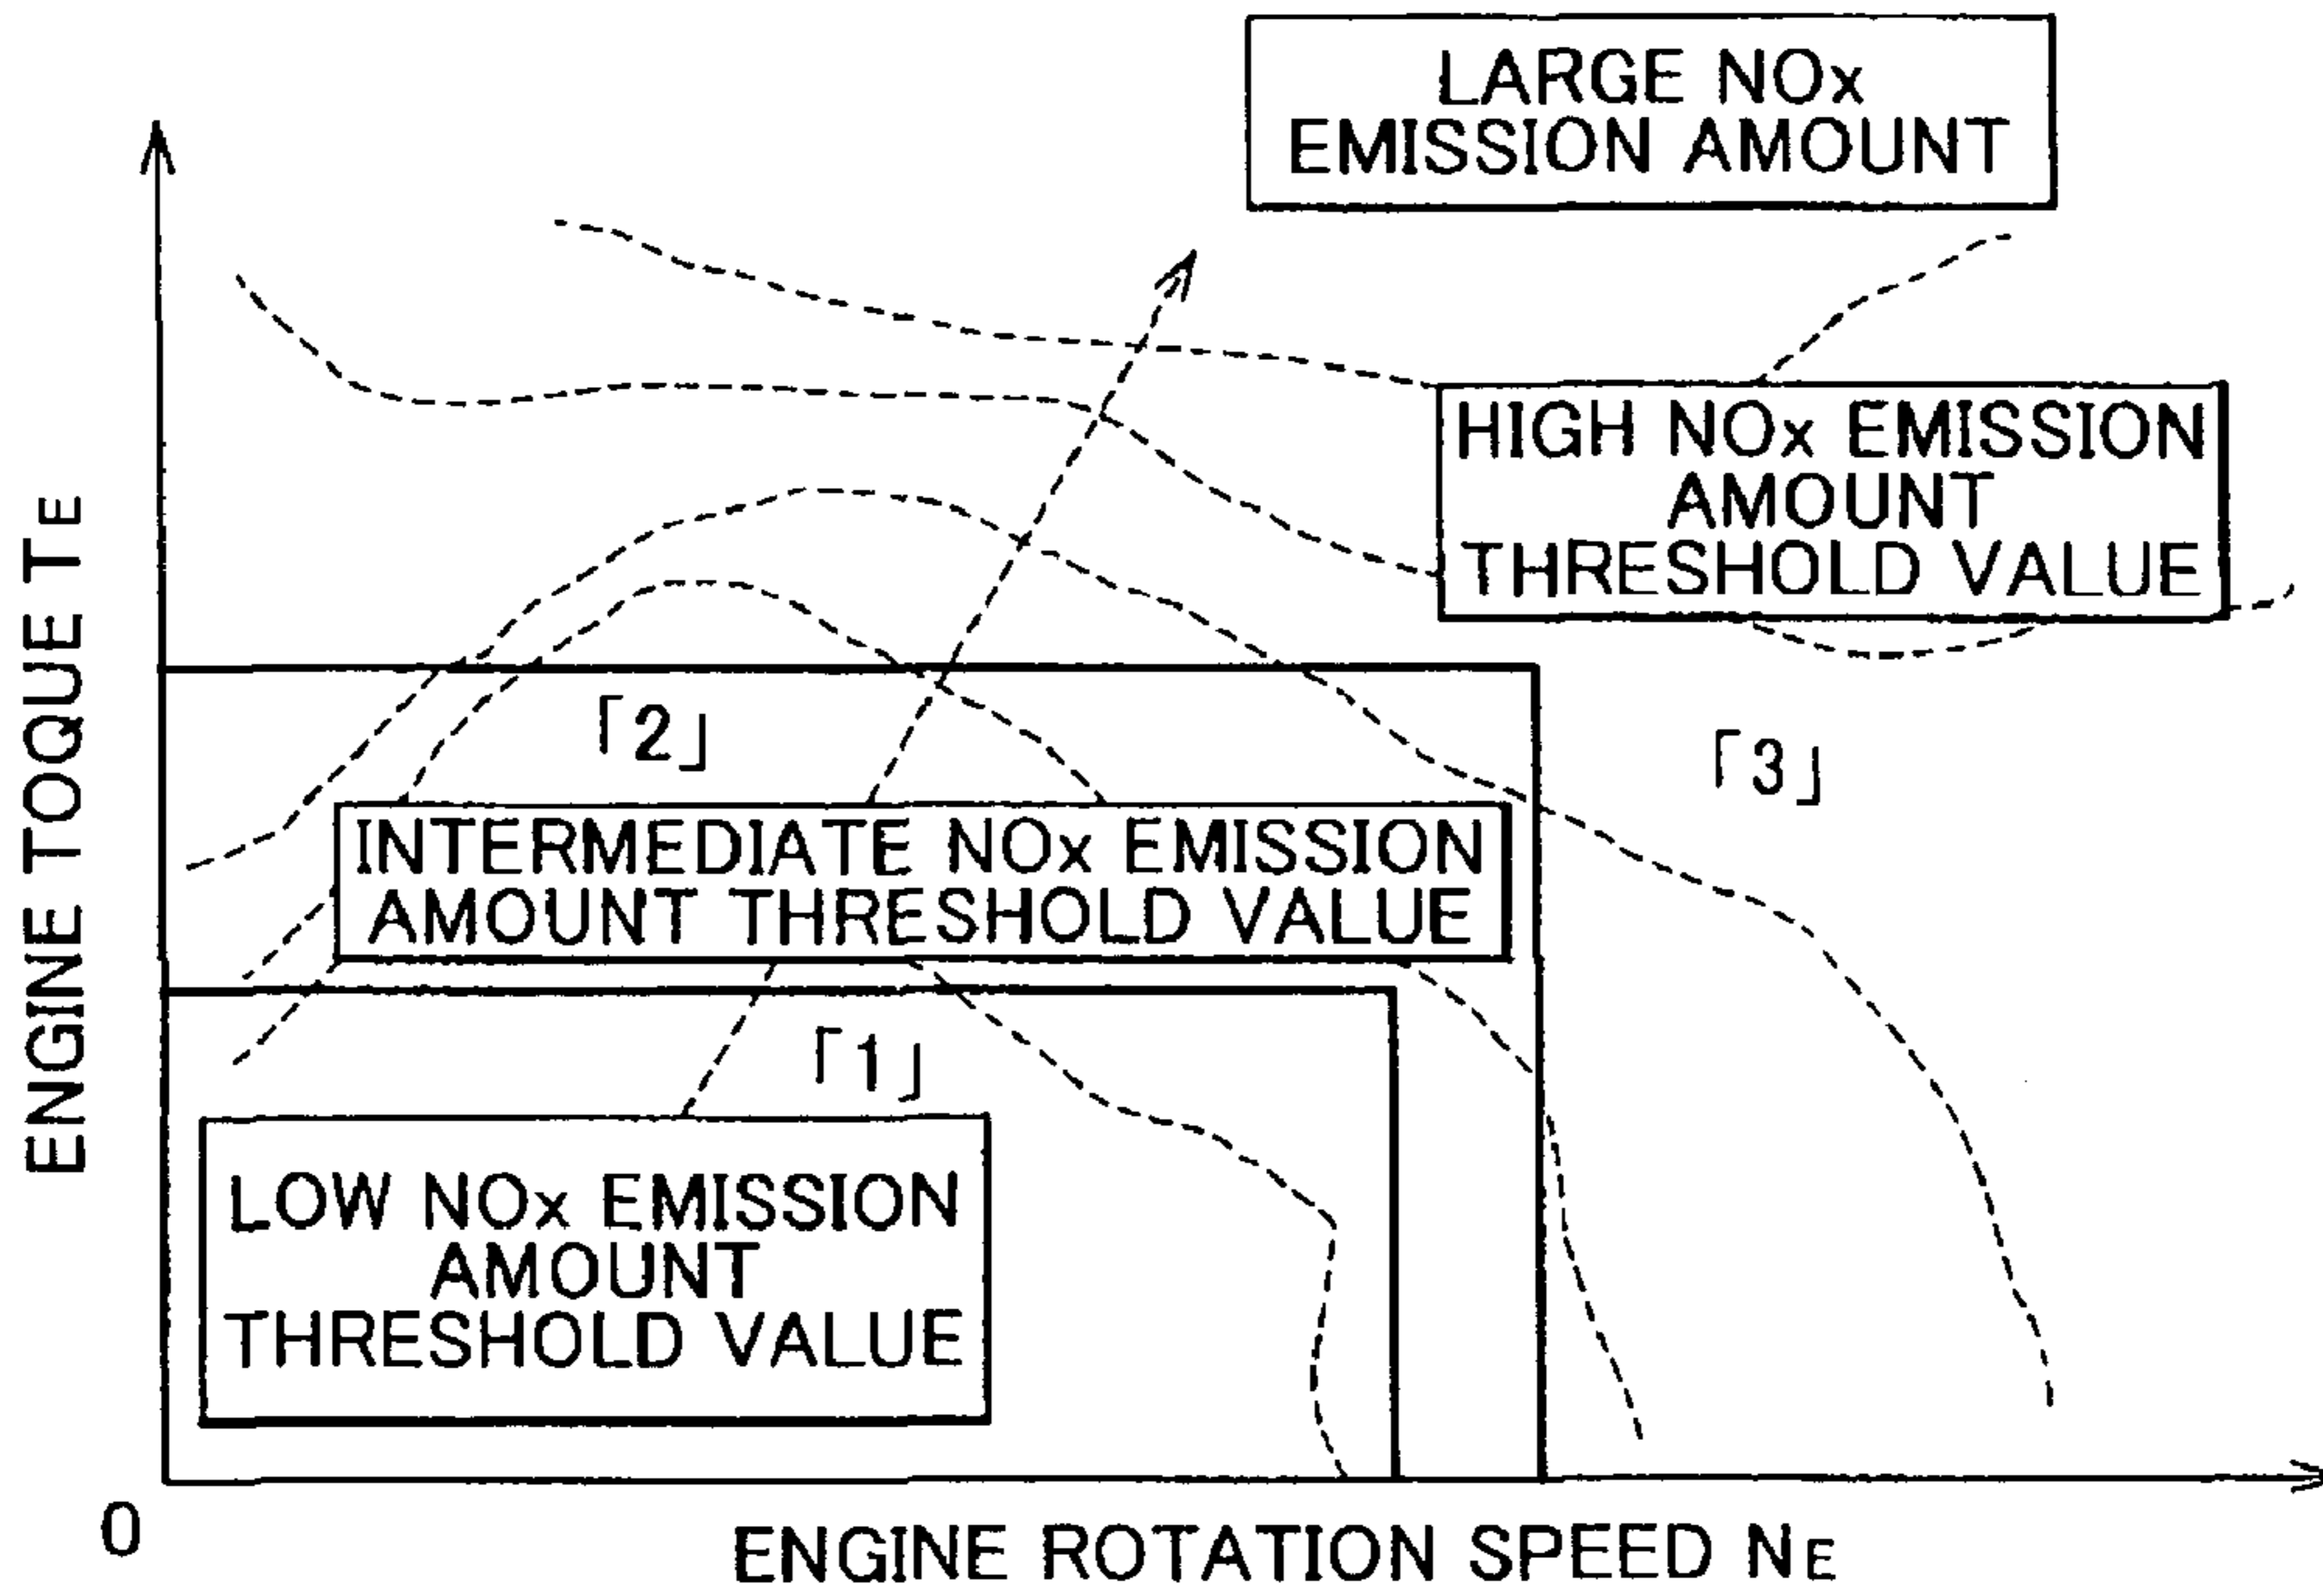 LARGE NOx
EMISSION AMOUNT
HIGH NOx EMISSION
AMOUNT
THRESHOLD VALUE
ENGINE TOQUE TE
「2」
「3」
INTERMEDIATE NOx EMISSION
AMOUNT THRESHOLD VALUE
「1」
LOW NOx EMISSION
AMOUNT
THRESHOLD VALUE
0
ENGINE ROTATION SPEED NE